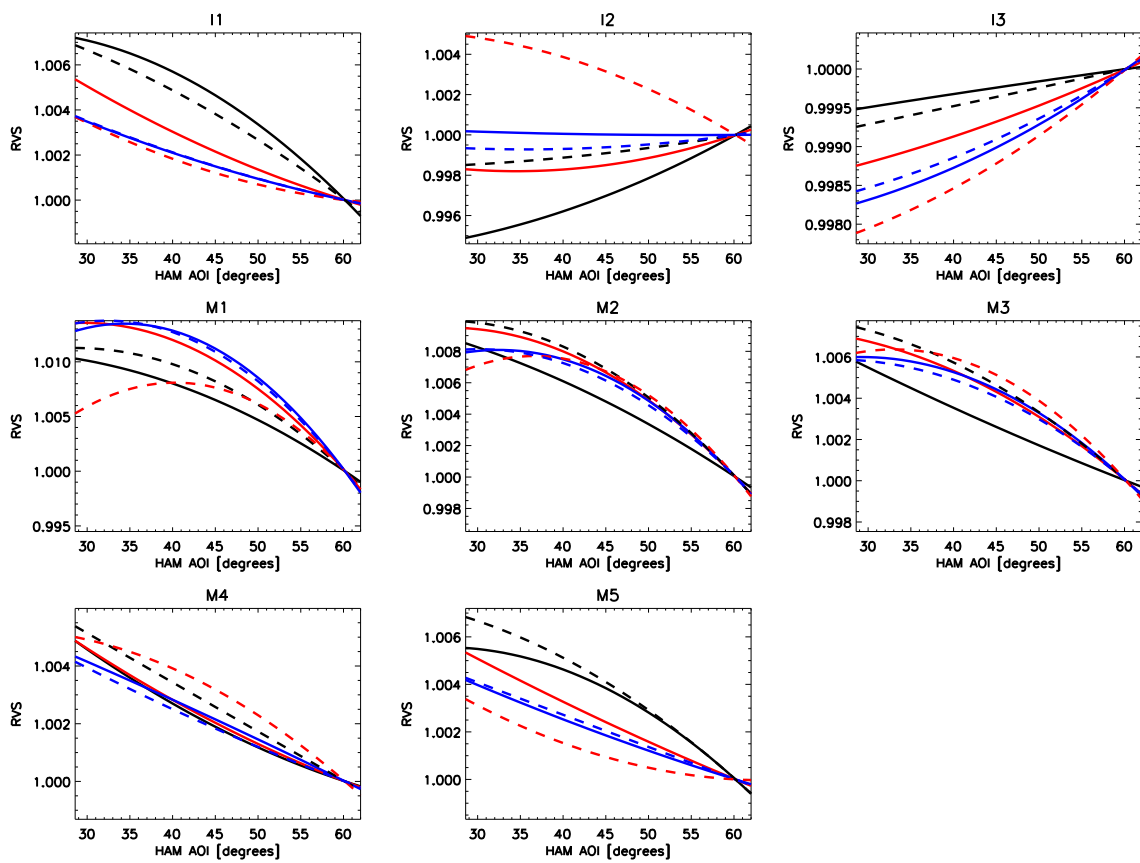 I1
I2
I3
RVS
1.006
1.004
1.002
1.000
30 35 40 45 50 55 60
HAM AOI [degrees]
RVS
1.004
1.002
1.000
0.998
0.996
30 35 40 45 50 55 60
HAM AOI [degrees]
RVS
1.0000
0.9995
0.9990
0.9985
0.9980
30 35 40 45 50 55 60
HAM AOI [degrees]
M1
M2
M3
RVS
1.010
1.005
1.000
0.995
30 35 40 45 50 55 60
HAM AOI [degrees]
RVS
1.008
1.006
1.004
1.002
1.000
0.998
30 35 40 45 50 55 60
HAM AOI [degrees]
RVS
1.006
1.004
1.002
1.000
0.998
30 35 40 45 50 55 60
HAM AOI [degrees]
M4
M5
RVS
1.004
1.002
1.000
30 35 40 45 50 55 60
HAM AOI [degrees]
RVS
1.006
1.004
1.002
1.000
30 35 40 45 50 55 60
HAM AOI [degrees]